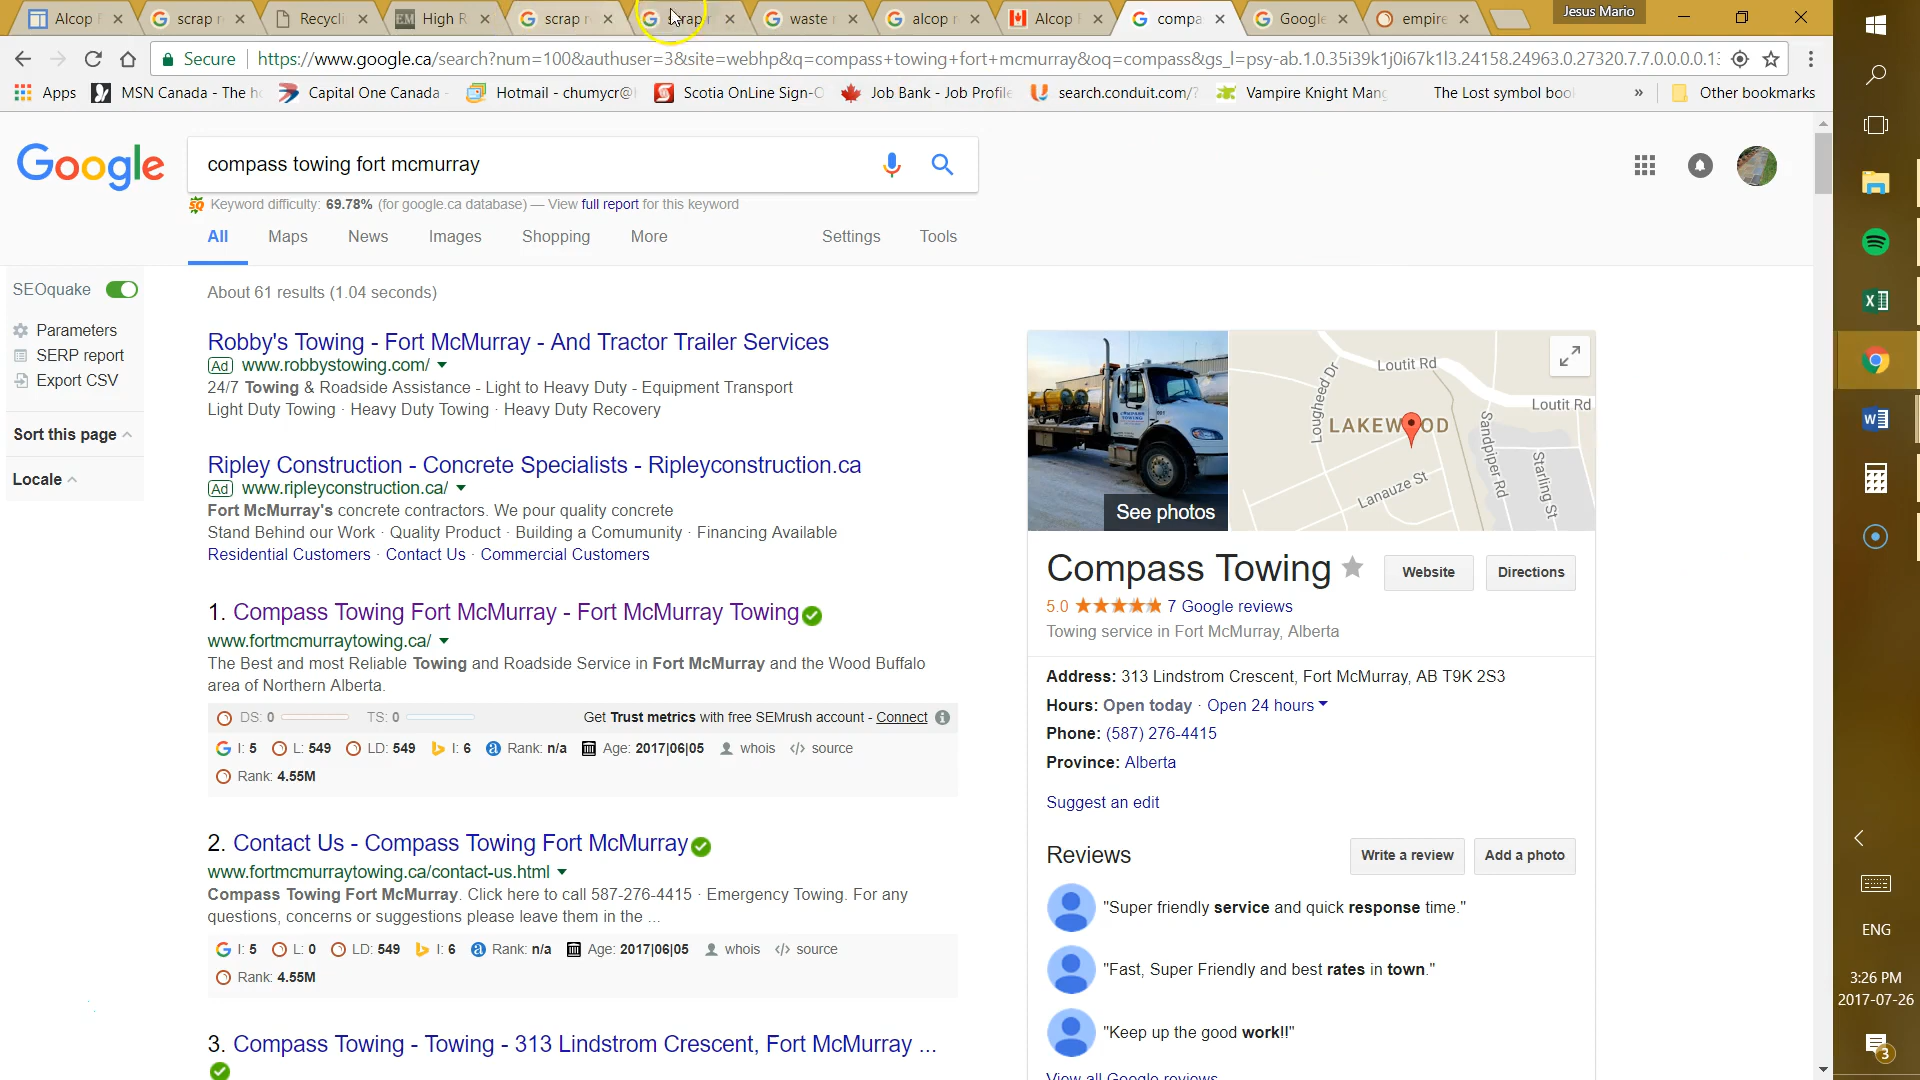 Alcop
scrap
Recycli
High R
scrap
scrap
waste
alcop
Alcop
compa
Google
empire
Jesus Mario
Secure
https://www.google.ca/search?num=100&authuser=3&site=webhp&q=compass+towing+fort+mcmurray&oq=compass&gs_l=psy-ab.1.0.35i39k1j0i67k1l3.24158.24963.0.27320.7.7.0.0.0.0.1
Apps
MSN Canada - The h
Capital One Canada
Hotmail - chumycr@
Scotia OnLine Sign-O
Job Bank - Job Profile
search.conduit.com/?
Vampire Knight Mang
The Lost symbol boo
»
Other bookmarks
Google
compass towing fort mcmurray
Keyword difficulty: 69.78% (for google.ca database) — View full report for this keyword
All
Maps
News
Images
Shopping
More
Settings
Tools
SEOquake
Parameters
SERP report
Export CSV
Sort this page
Locale
About 61 results (1.04 seconds)
Robby's Towing - Fort McMurray - And Tractor Trailer Services
Ad www.robbystowing.com/
24/7 Towing & Roadside Assistance - Light to Heavy Duty - Equipment Transport
Light Duty Towing · Heavy Duty Towing · Heavy Duty Recovery
Ripley Construction - Concrete Specialists - Ripleyconstruction.ca
Ad www.ripleyconstruction.ca/
Fort McMurray's concrete contractors. We pour quality concrete
Stand Behind our Work · Quality Product · Building a Comumunity · Financing Available
Residential Customers · Contact Us · Commercial Customers
1. Compass Towing Fort McMurray - Fort McMurray Towing
www.fortmcmurraytowing.ca/
The Best and most Reliable Towing and Roadside Service in Fort McMurray and the Wood Buffalo
area of Northern Alberta.
DS: 0 TS: 0 Get Trust metrics with free SEMrush account - Connect
I: 5 L: 549 LD: 549 I: 6 Rank: n/a Age: 2017|06|05 whois source
Rank: 4.55M
2. Contact Us - Compass Towing Fort McMurray
www.fortmcmurraytowing.ca/contact-us.html
Compass Towing Fort McMurray. Click here to call 587-276-4415 · Emergency Towing. For any
questions, concerns or suggestions please leave them in the ...
I: 5 L: 0 LD: 549 I: 6 Rank: n/a Age: 2017|06|05 whois source
Rank: 4.55M
3. Compass Towing - Towing - 313 Lindstrom Crescent, Fort McMurray ...
See photos
Loutit Rd
Loutit Rd
Lougheed Dr
LAKEWOOD
Lanauze St
Sandpiper Rd
Starling St
Compass Towing
Website
Directions
5.0 7 Google reviews
Towing service in Fort McMurray, Alberta
Address: 313 Lindstrom Crescent, Fort McMurray, AB T9K 2S3
Hours: Open today · Open 24 hours
Phone: (587) 276-4415
Province: Alberta
Suggest an edit
Reviews
Write a review
Add a photo
"Super friendly service and quick response time."
"Fast, Super Friendly and best rates in town."
"Keep up the good work!!"
View all Google reviews
ENG
3:26 PM
2017-07-26
3